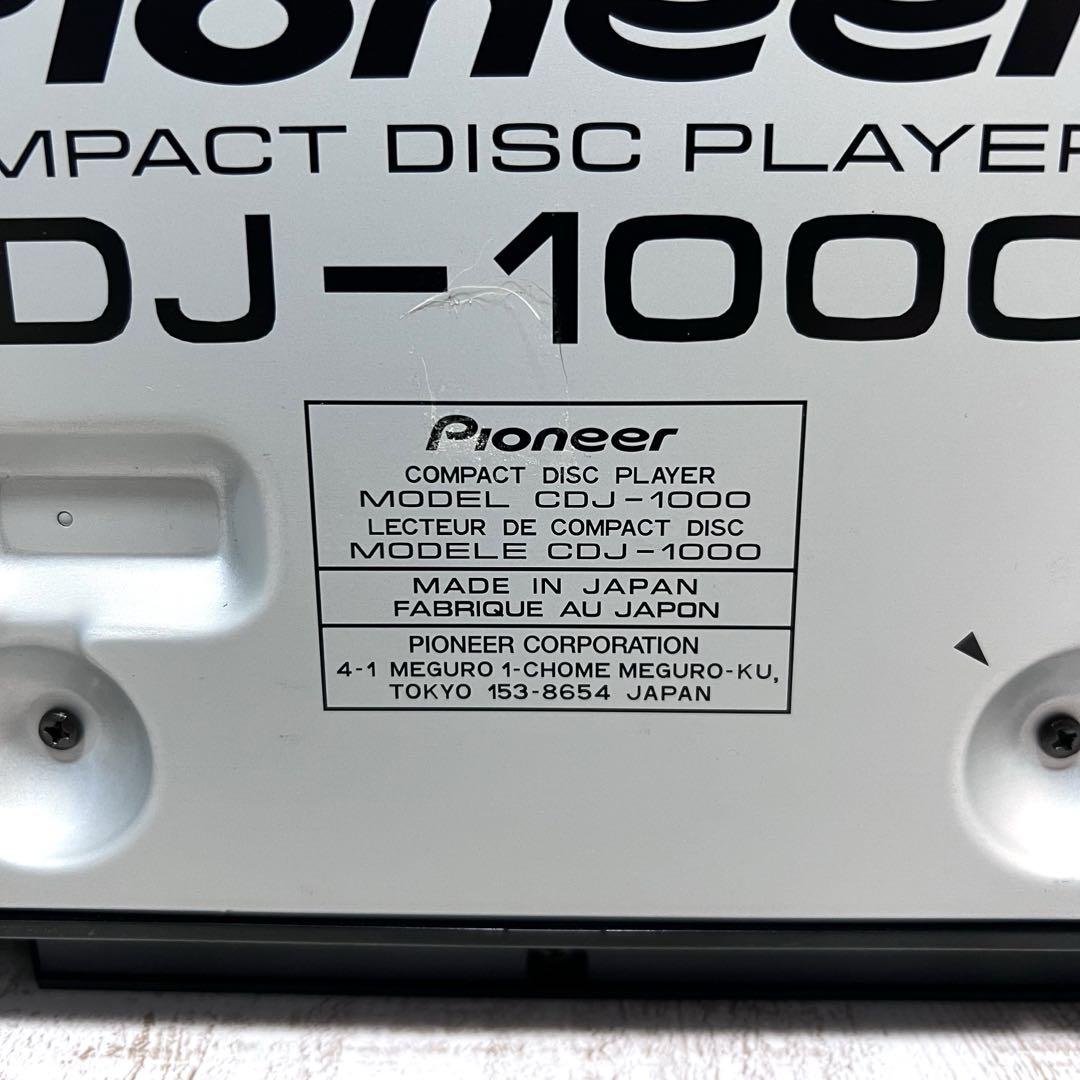 Pioneer
MPACT DISC PLAYER
DJ-1000
Pioneer
COMPACT DISC PLAYER
MODEL CDJ-1000
LECTEUR DE COMPACT DISC
MODELE CDJ-1000
MADE IN JAPAN
FABRIQUE AU JAPON
PIONEER CORPORATION
4-1 MEGURO 1-CHOME MEGURO-KU,
TOKYO 153-8654 JAPAN